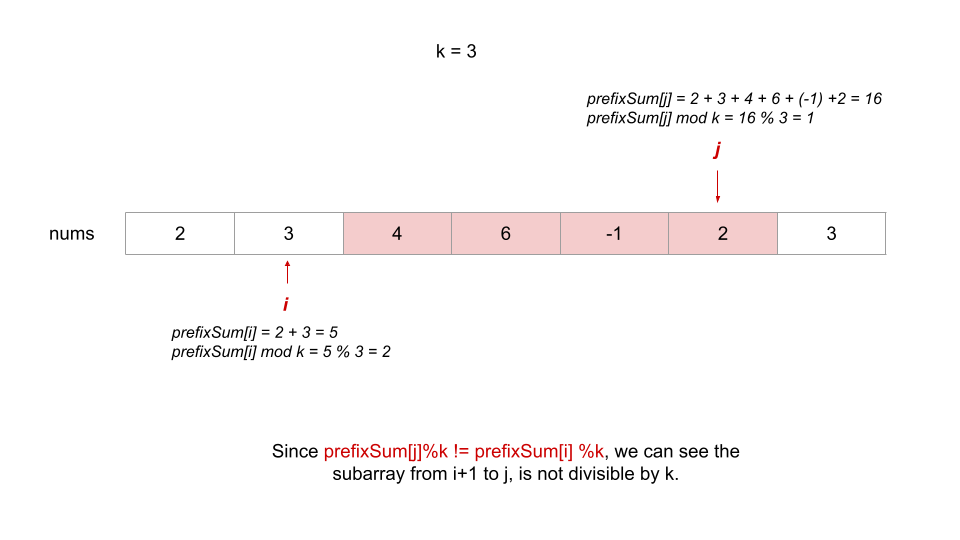 k = 3
prefixSum[j] = 2 + 3 + 4 + 6 + (-1) +2 = 16
prefixSum[j] mod k = 16 % 3 = 1
j
nums 2 3 4 6 -1 2 3
i
prefixSum[i] = 2 + 3 = 5
prefixSum[i] mod k = 5 % 3 = 2
Since prefixSum[j]%k != prefixSum[i] %k, we can see the
subarray from i+1 to j, is not divisible by k.